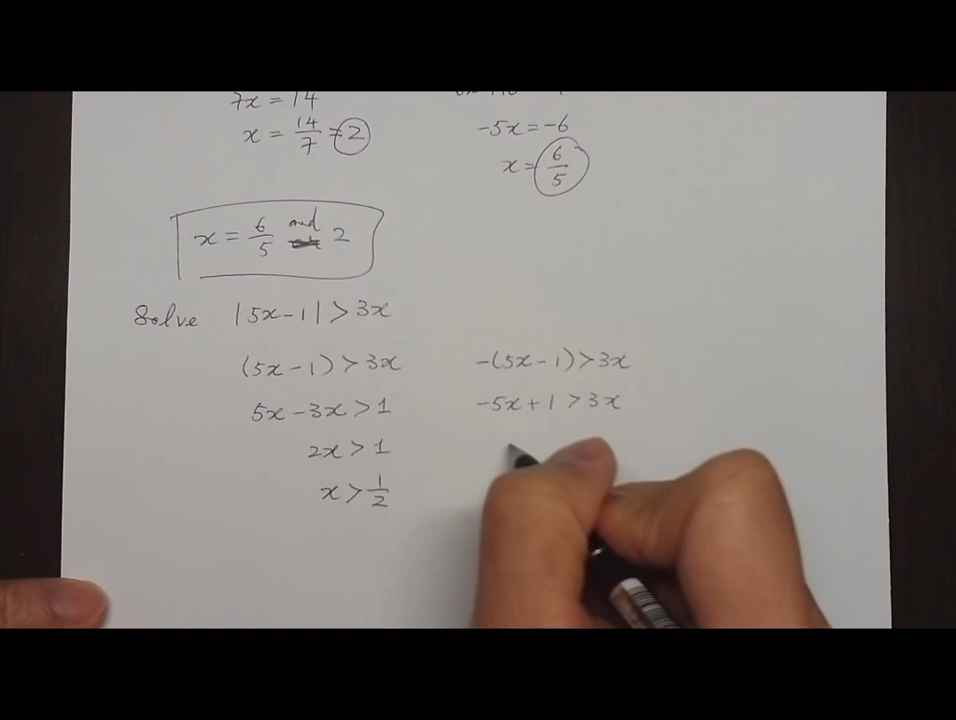 7x = 14
x = 14/7 = 2
-5x = -6
x = 6/5
x = 6/5 and 2
Solve |5x-1| > 3x
(5x-1) > 3x
5x - 3x > 1
2x > 1
x > 1/2
-(5x-1) > 3x
-5x + 1 > 3x